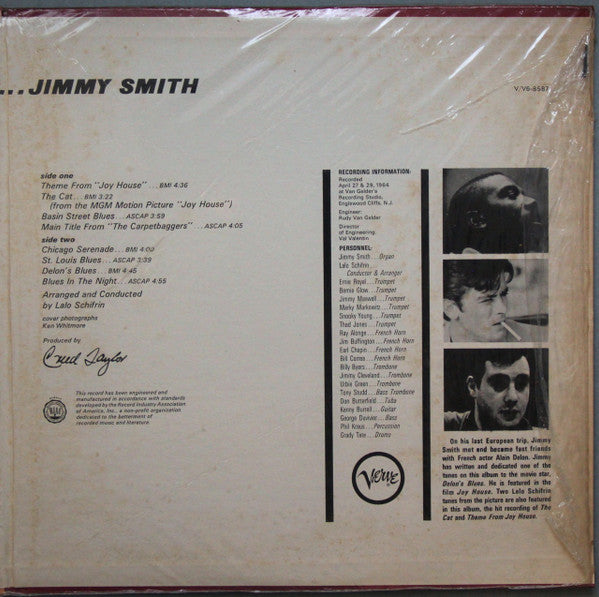 ...JIMMY SMITH
V/V6-8587
side one
Theme From "Joy House"...BMI 4:36
The Cat...BMI 3:22
(from the MGM Motion Picture "Joy House")
Basin Street Blues...ASCAP 3:59
Main Title From "The Carpetbaggers"...ASCAP 4:05
side two
Chicago Serenade...BMI 4:00
St. Louis Blues...ASCAP 3:39
Delon's Blues...BMI 4:45
Blues In The Night...ASCAP 4:55
Arranged and Conducted
by Lalo Schifrin
cover photographs
Ken Whitmore
Produced by
Creed Taylor
This record has been engineered and
manufactured in accordance with standards
developed by the Record Industry Association
of America, Inc., a non-profit organization
dedicated to the betterment of
recorded music and literature.
RIAA
RECORDING INFORMATION:
Recorded
April 27 & 29, 1964
at Van Gelder's
Recording Studio,
Englewood Cliffs, N.J.
Engineer:
Rudy Van Gelder
Director
of Engineering:
Val Valentin
PERSONNEL:
Jimmy Smith...Organ
Lalo Schifrin
Conductor & Arranger
Ernie Royal...Trumpet
Bernie Glow...Trumpet
Jimmy Maxwell...Trumpet
Marky Markowitz...Trumpet
Snooky Young...Trumpet
Thad Jones...Trumpet
Ray Alonge...French Horn
Jim Buffington...French Horn
Earl Chapin...French Horn
Bill Correa...French Horn
Billy Byers...Trombone
Jimmy Cleveland...Trombone
Urbie Green...Trombone
Tony Studd...Bass Trombone
Don Butterfield...Tuba
Kenny Burrell...Guitar
George Duvivier...Bass
Phil Kraus...Percussion
Grady Tate...Drums
Verve
On his last European trip, Jimmy
Smith met and became fast friends
with French actor Alain Delon. Jimmy
has written and dedicated one of the
tunes on this album to the movie star,
Delon's Blues. He is featured in the
film Joy House. Two Lalo Schifrin
tunes from the picture are also featured
in this album, the hit recording of The
Cat and Theme From Joy House.